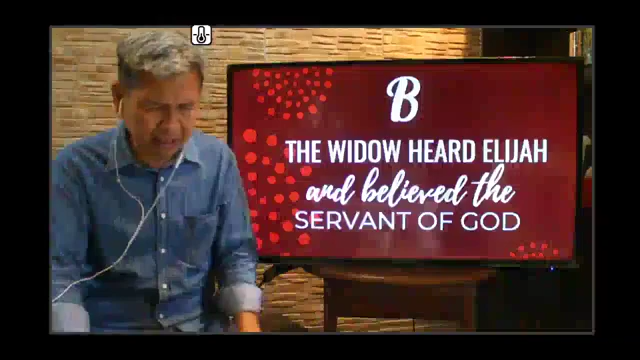 B
THE WIDOW HEARD ELIJAH
and believed the
SERVANT OF GOD